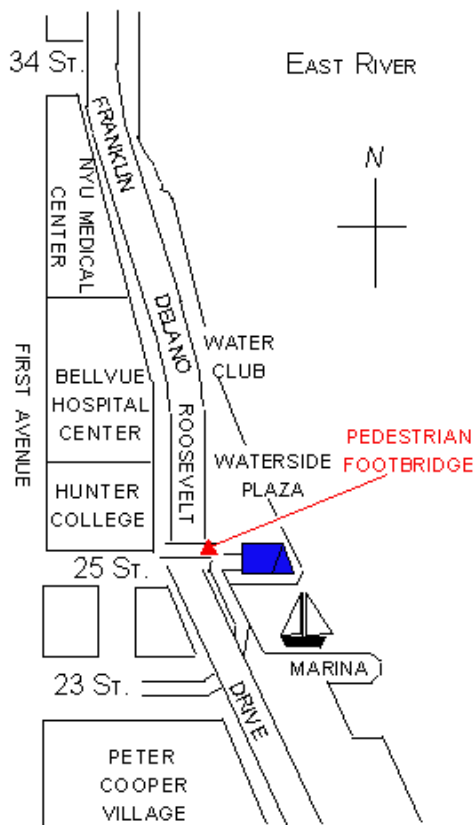 34 ST.
EAST RIVER
N
FRANKLIN
NYU MEDICAL
CENTER
DELANO
WATER
CLUB
FIRST AVENUE
BELLVUE
HOSPITAL
CENTER
ROOSEVELT
PEDESTRIAN
FOOTBRIDGE
WATERSIDE
PLAZA
HUNTER
COLLEGE
25 ST.
MARINA
23 ST.
DRIVE
PETER
COOPER
VILLAGE